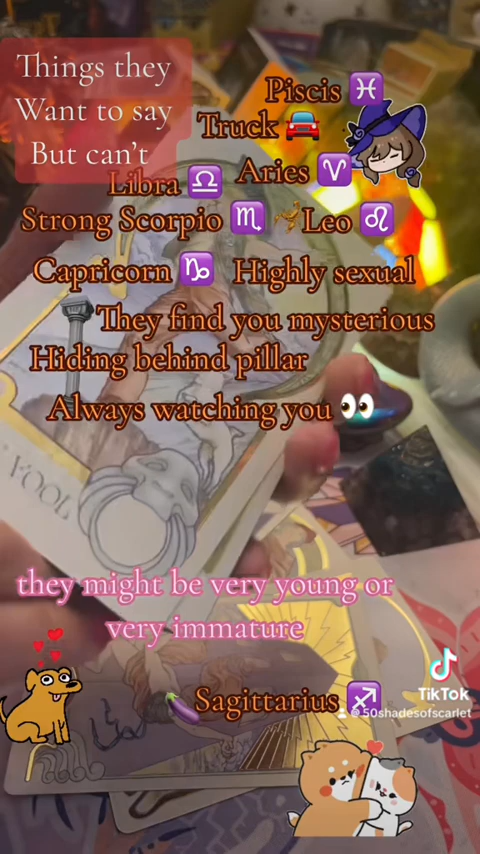 Things they
Want to say
But can't
Piscis ♓
Truck 🚘
Aries ♈
Libra ♎
Strong Scorpio ♏ 🦂 Leo ♌
Capricorn ♑ Highly sexual
They find you mysterious
Hiding behind pillar
Always watching you 👀
FOOL
they might be very young or
very immature
🍆 Sagittarius ♐
TikTok
@.50shadesofscarlet